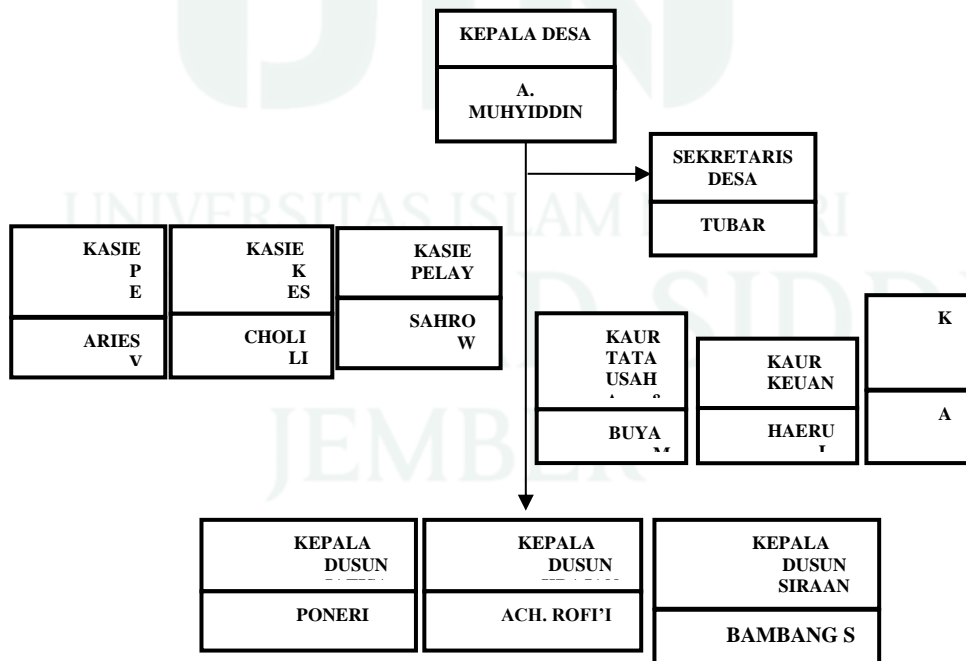 KEPALA DESA
A.
MUHYIDDIN
SEKRETARIS
DESA
TUBAR
UNIVERSITAS ISLAM
KASIE
P
E
ARIES
V
KASIE
K
ES
CHOLI
LI
KASIE
PELAY
SAHRO
W
KAUR
TATA
USAH
BUYA
M
KAUR
KEUAN
HAERU
K
A
JEMBER
KEPALA
DUSUN
PONERI
KEPALA
DUSUN
ACH. ROFI'I
KEPALA
DUSUN
SIRAAN
BAMBANG S